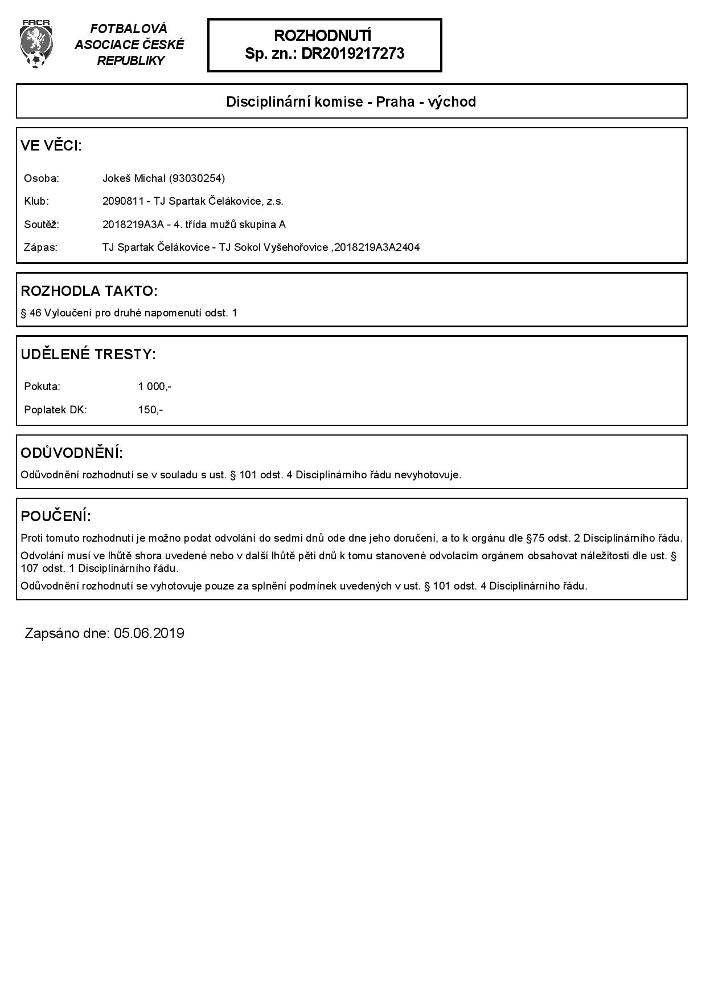 FAČR
FOTBALOVÁ
ASOCIACE ČESKÉ
REPUBLIKY
ROZHODNUTÍ
Sp. zn.: DR2019217273
Disciplinární komise - Praha - východ
VE VĚCI:
Osoba: Jokeš Michal (93030254)
Klub: 2090811 - TJ Spartak Čelákovice, z.s.
Soutěž: 2018219A3A - 4. třída mužů skupina A
Zápas: TJ Spartak Čelákovice - TJ Sokol Vyšehořovice ,2018219A3A2404
ROZHODLA TAKTO:
§ 46 Vyloučení pro druhé napomenutí odst. 1
UDĚLENÉ TRESTY:
Pokuta: 1 000,-
Poplatek DK: 150,-
ODŮVODNĚNÍ:
Odůvodnění rozhodnutí se v souladu s ust. § 101 odst. 4 Disciplinárního řádu nevyhotovuje.
POUČENÍ:
Proti tomuto rozhodnutí je možno podat odvolání do sedmi dnů ode dne jeho doručení, a to k orgánu dle §75 odst. 2 Disciplinárního řádu.
Odvolání musí ve lhůtě shora uvedené nebo v další lhůtě pěti dnů k tomu stanovené odvolacím orgánem obsahovat náležitosti dle ust. §
107 odst. 1 Disciplinárního řádu.
Odůvodnění rozhodnutí se vyhotovuje pouze za splnění podmínek uvedených v ust. § 101 odst. 4 Disciplinárního řádu.
Zapsáno dne: 05.06.2019